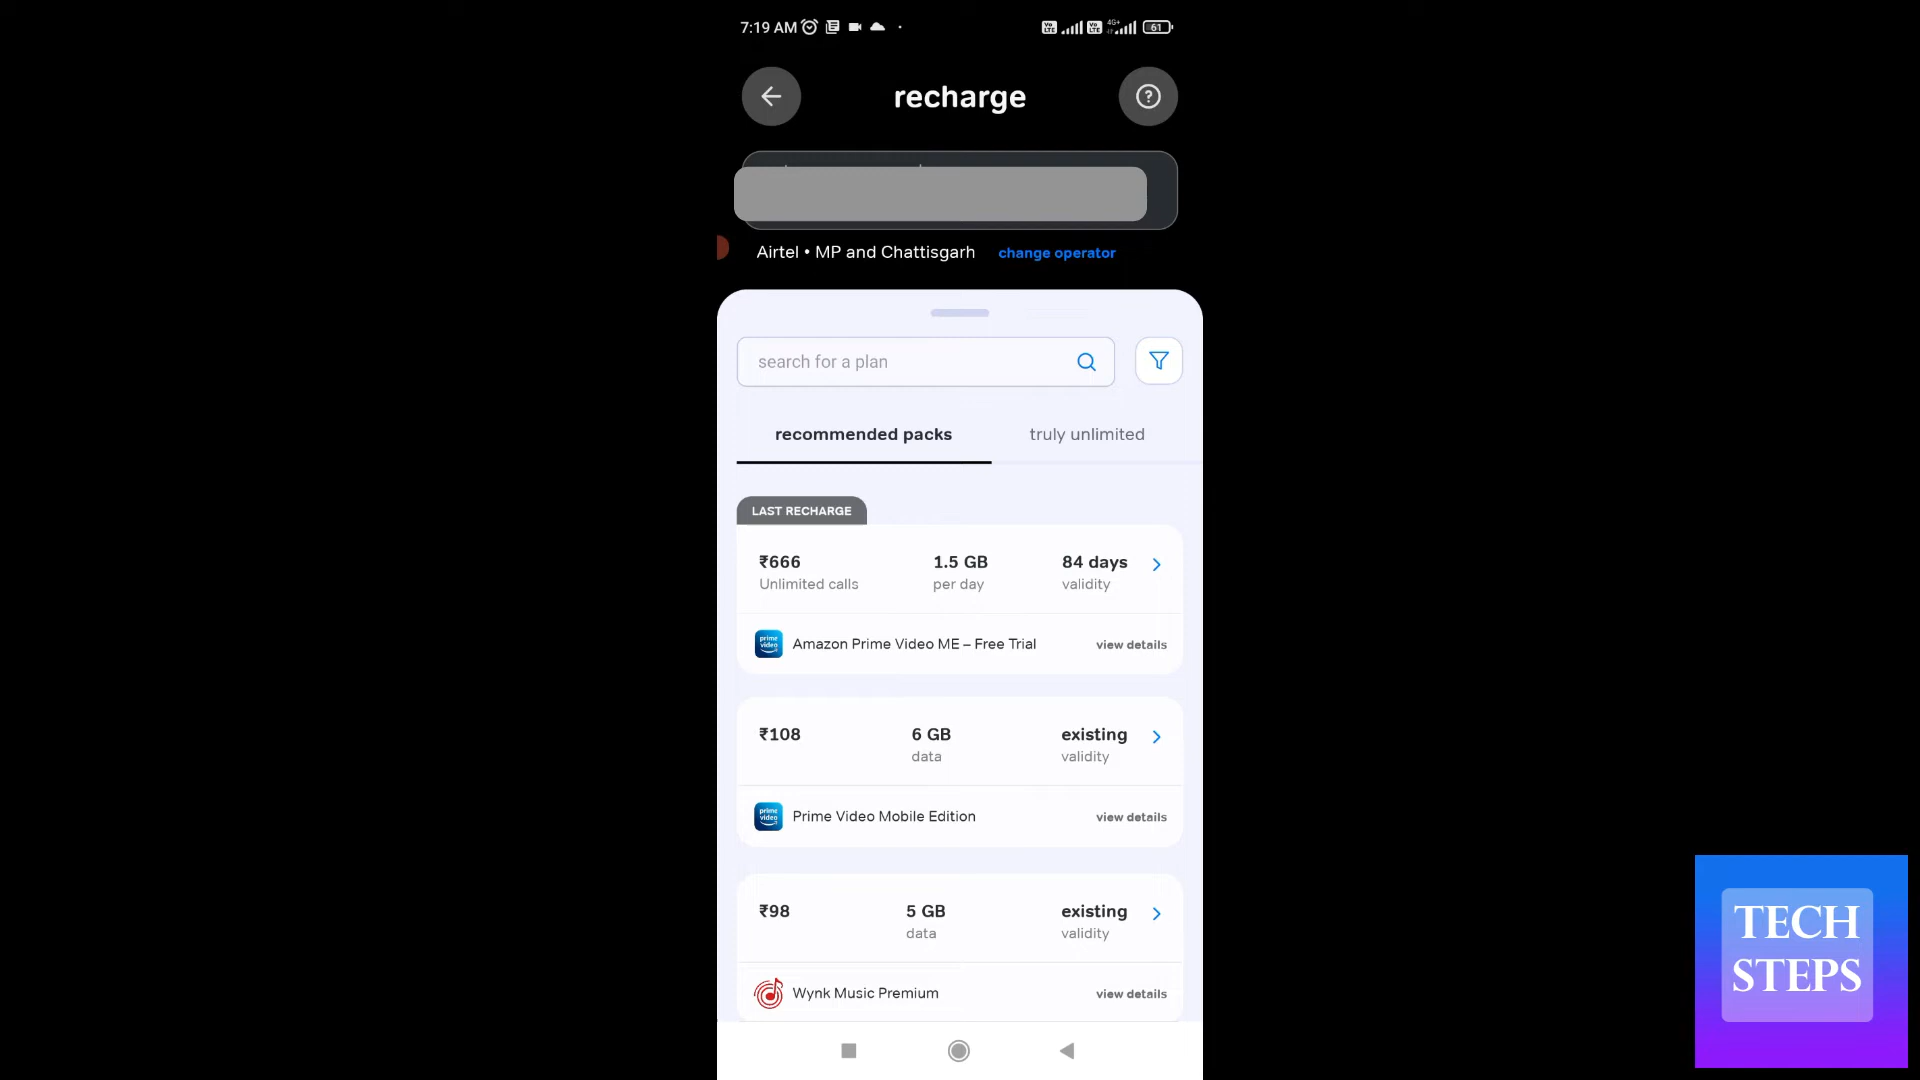 7:19 AM
4G+
61
recharge
Airtel • MP and Chattisgarh change operator
search for a plan
recommended packs truly unlimited
LAST RECHARGE
₹666 1.5 GB 84 days
Unlimited calls per day validity
Amazon Prime Video ME – Free Trial view details
₹108 6 GB existing
data validity
Prime Video Mobile Edition view details
₹98 5 GB existing
data validity
Wynk Music Premium view details
TECH
STEPS